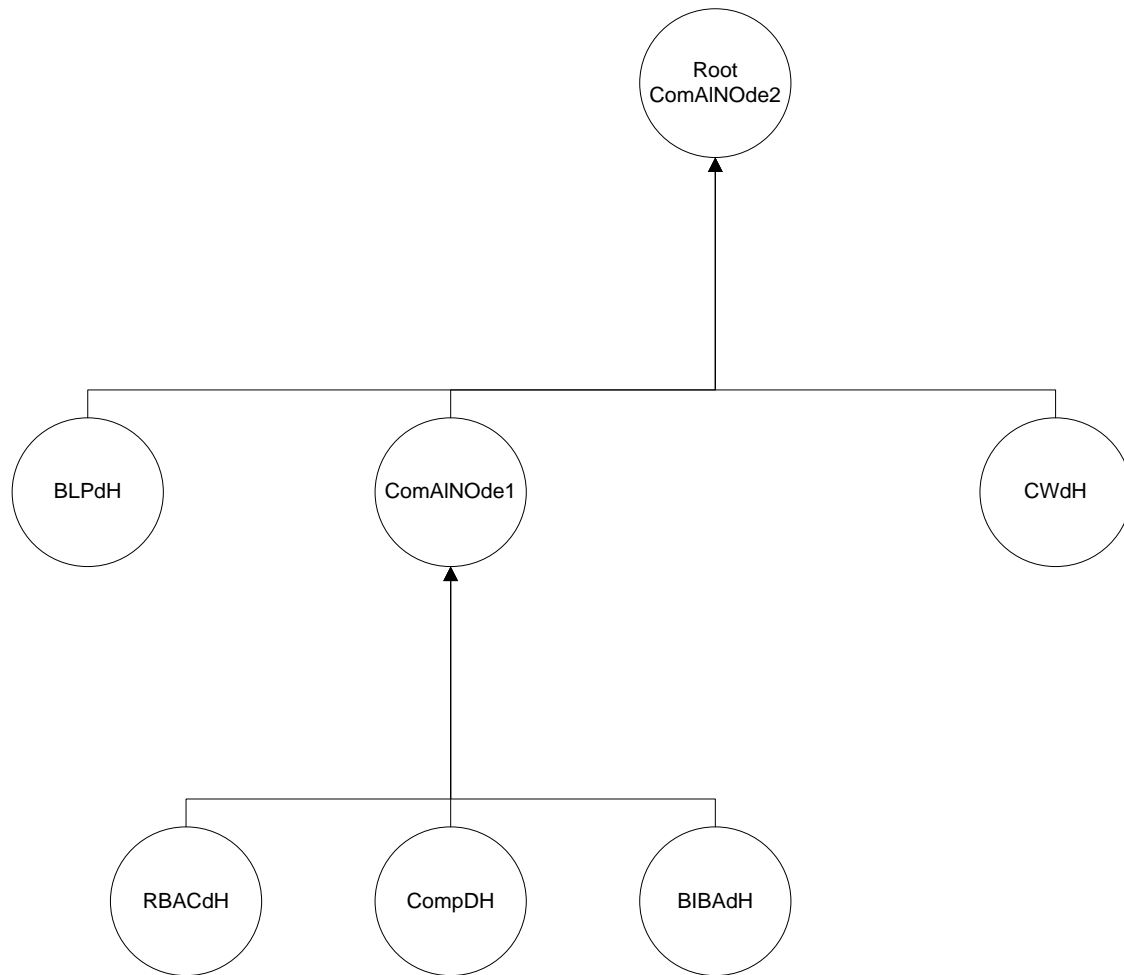 Root
ComAlNOde2
BLPdH
ComAlNOde1
CWdH
RBACdH
CompDH
BIBAdH